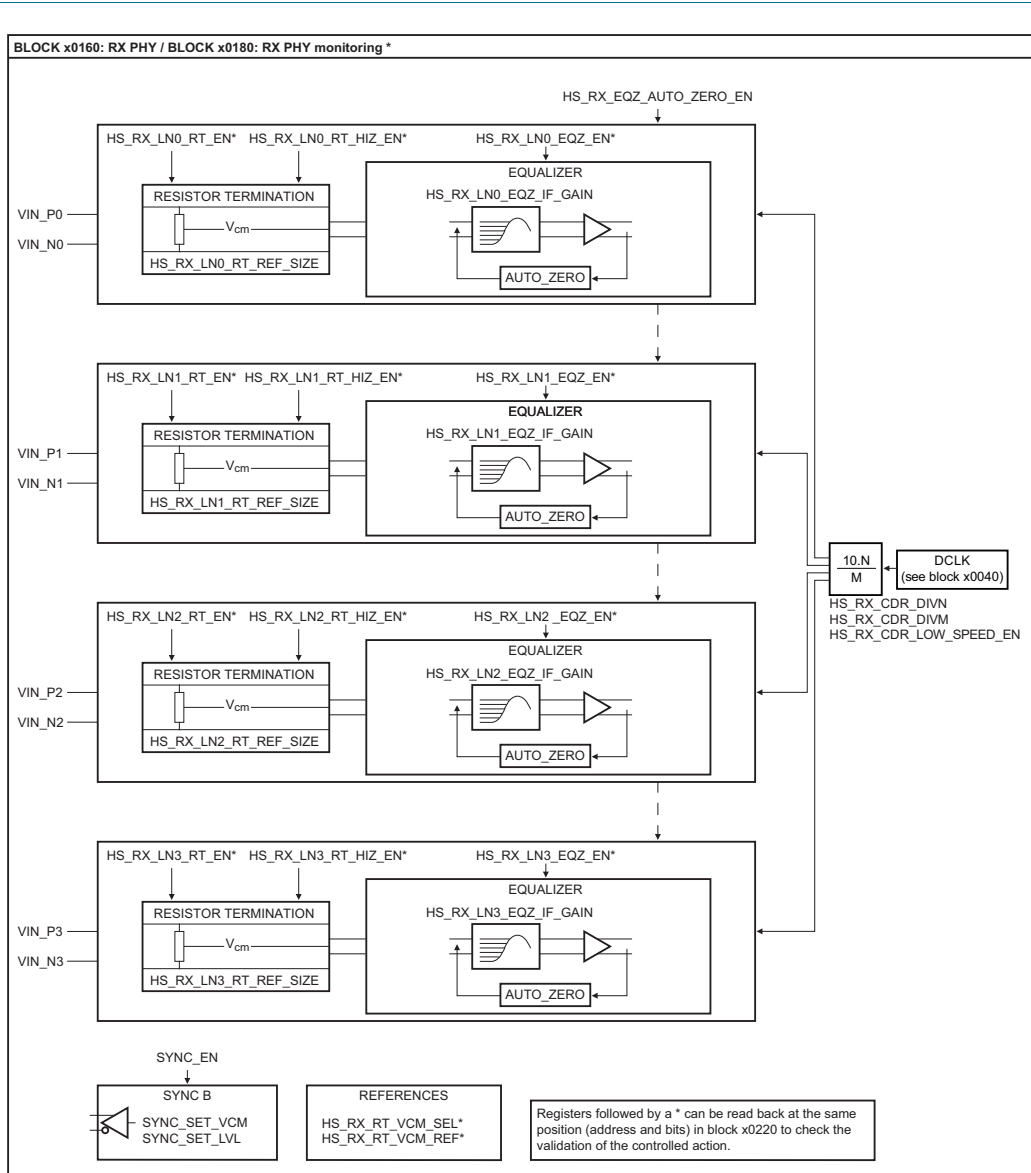 BLOCK x0160: RX PHY / BLOCK x0180: RX PHY monitoring *
HS_RX_EQZ_AUTO_ZERO_EN
HS_RX_LN0_RT_EN* HS_RX_LN0_RT_HIZ_EN* HS_RX_LN0_EQZ_EN*
EQUALIZER
RESISTOR TERMINATION
HS_RX_LN0_EQZ_IF_GAIN
VIN_P0
Vcm
VIN_N0
HS_RX_LN0_RT_REF_SIZE
AUTO_ZERO
HS_RX_LN1_RT_EN* HS_RX_LN1_RT_HIZ_EN* HS_RX_LN1_EQZ_EN*
EQUALIZER
RESISTOR TERMINATION
HS_RX_LN1_EQZ_IF_GAIN
VIN_P1
Vcm
VIN_N1
HS_RX_LN1_RT_REF_SIZE
AUTO_ZERO
10.N
M
DCLK
(see block x0040)
HS_RX_CDR_DIVN
HS_RX_CDR_DIVM
HS_RX_CDR_LOW_SPEED_EN
HS_RX_LN2_RT_EN* HS_RX_LN2_RT_HIZ_EN* HS_RX_LN2 _EQZ_EN*
EQUALIZER
RESISTOR TERMINATION
HS_RX_LN2_EQZ_IF_GAIN
VIN_P2
Vcm
VIN_N2
HS_RX_LN2_RT_REF_SIZE
AUTO_ZERO
HS_RX_LN3_RT_EN* HS_RX_LN3_RT_HIZ_EN* HS_RX_LN3_EQZ_EN*
EQUALIZER
RESISTOR TERMINATION
HS_RX_LN3_EQZ_IF_GAIN
VIN_P3
Vcm
VIN_N3
HS_RX_LN3_RT_REF_SIZE
AUTO_ZERO
SYNC_EN
SYNC B
SYNC_SET_VCM
SYNC_SET_LVL
REFERENCES
HS_RX_RT_VCM_SEL*
HS_RX_RT_VCM_REF*
Registers followed by a * can be read back at the same
position (address and bits) in block x0220 to check the
validation of the controlled action.